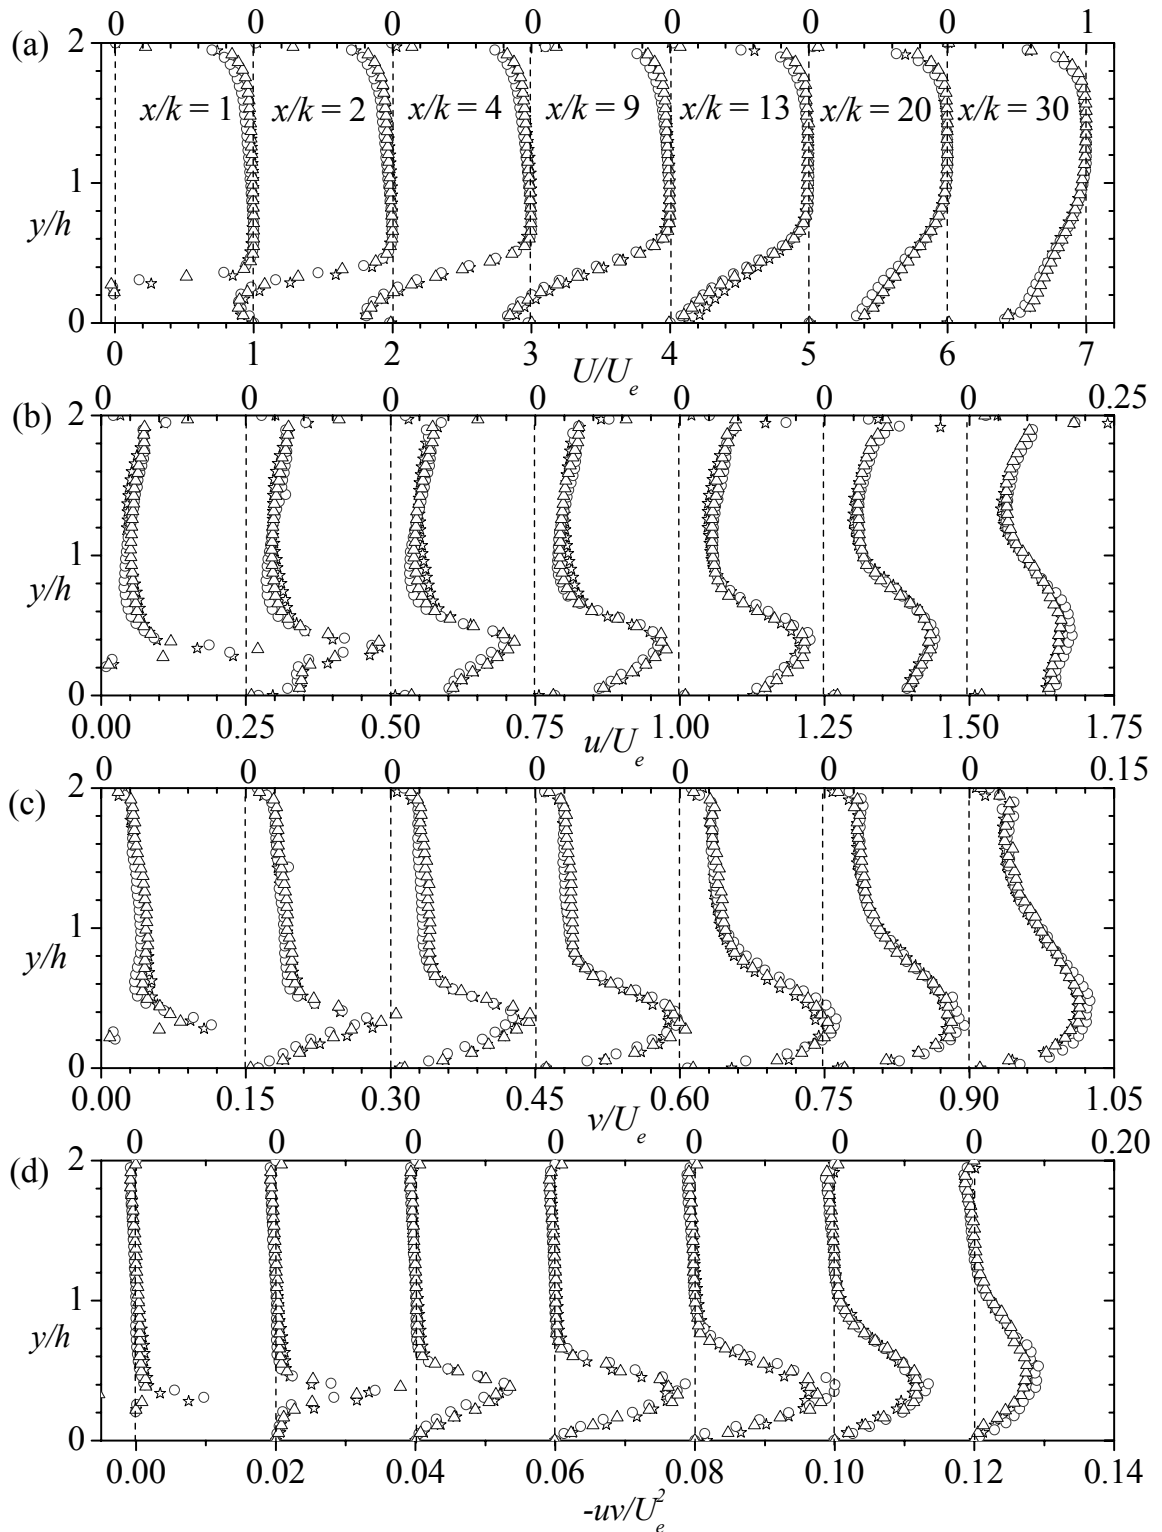 0 0 0 0 0 0 0 1
(a)
2
x/k = 1 x/k = 2 x/k = 4 x/k = 9 x/k = 13 x/k = 20 x/k = 30
1
y/h
0
0 1 2 3 4 5 6 7
U/U_e
0 0 0 0 0 0 0 0.25
(b)
2
1
y/h
0
0.00 0.25 0.50 0.75 1.00 1.25 1.50 1.75
u/U_e
0 0 0 0 0 0 0 0.15
(c)
2
1
y/h
0
0.00 0.15 0.30 0.45 0.60 0.75 0.90 1.05
v/U_e
0 0 0 0 0 0 0 0.20
(d)
2
1
y/h
0
0.00 0.02 0.04 0.06 0.08 0.10 0.12 0.14
-uv/U_e^2